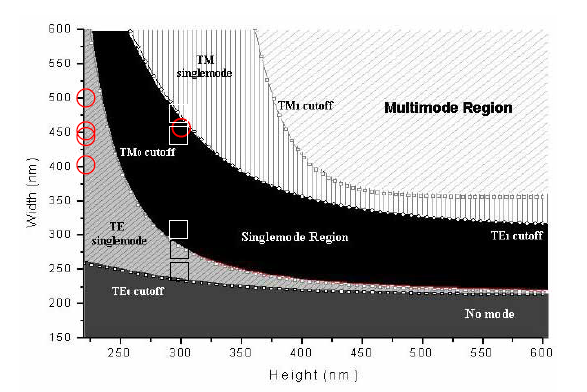 600
550
500
450
400
350
300
250
200
150
Width (nm)
TM
singlemode
TM1 cutoff
Multimode Region
TM0 cutoff
TE
singlemode
Singlemode Region
TE1 cutoff
TE0 cutoff
No mode
250 300 350 400 450 500 550 600
Height (nm)